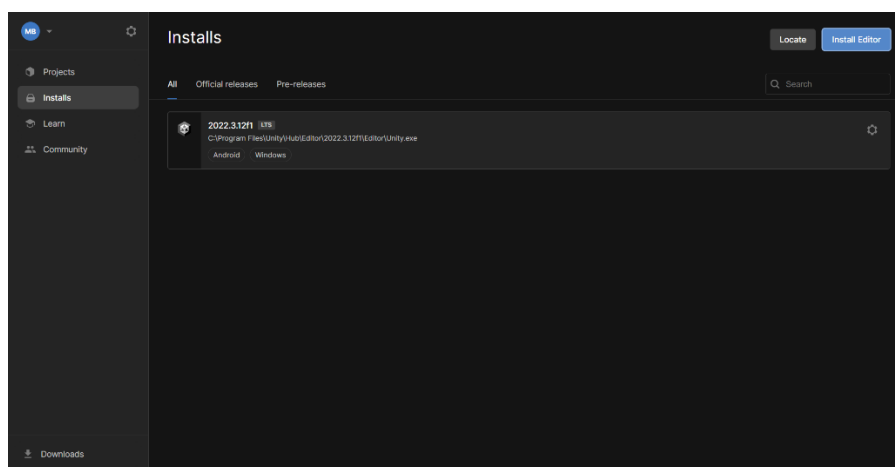 MB
Projects
Installs
Learn
Community
Downloads
Installs
Locate
Install Editor
All Official releases Pre-releases
Search
2022.3.12f1 LTS
C:\Program Files\Unity\Hub\Editor\2022.3.12f1\Editor\Unity.exe
Android Windows